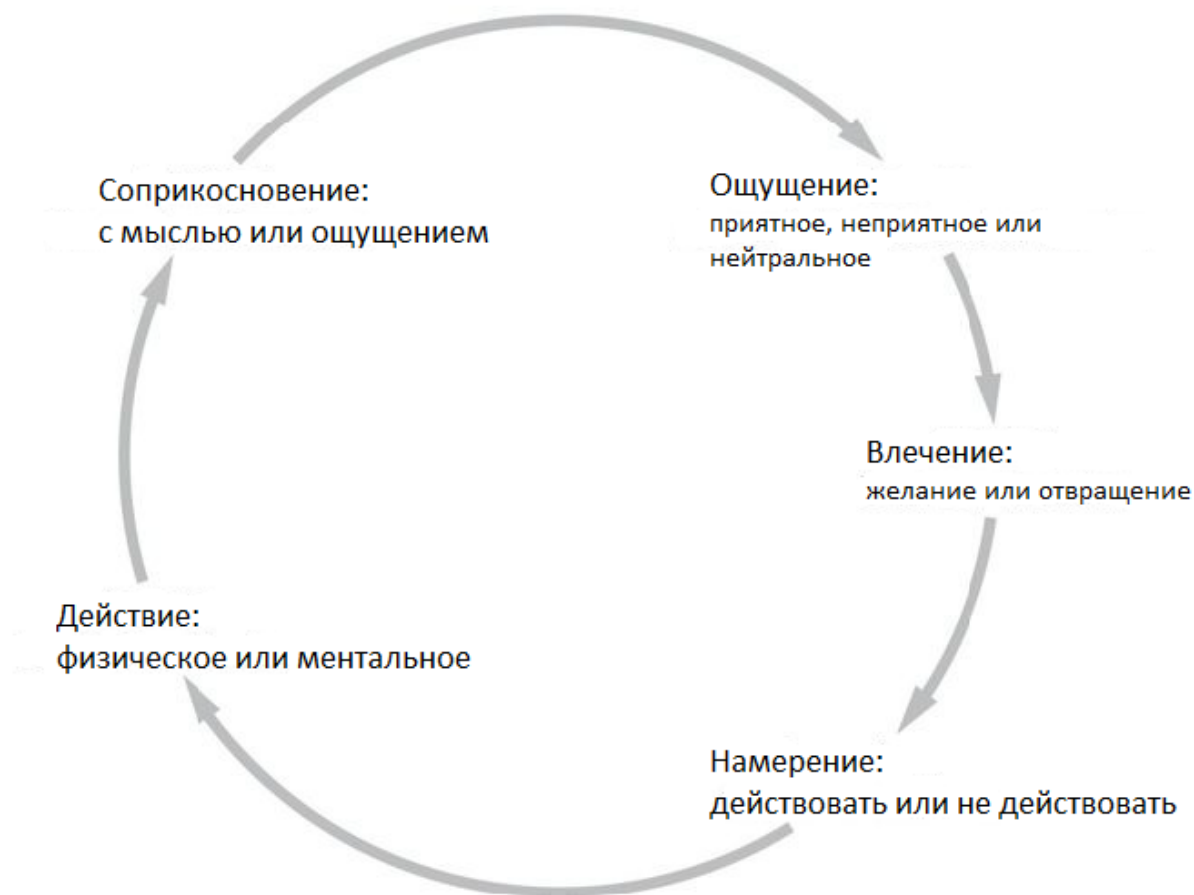 Соприкосновение:
с мыслью или ощущением
Ощущение:
приятное, неприятное или
нейтральное
Влечение:
желание или отвращение
Намерение:
действовать или не действовать
Действие:
физическое или ментальное